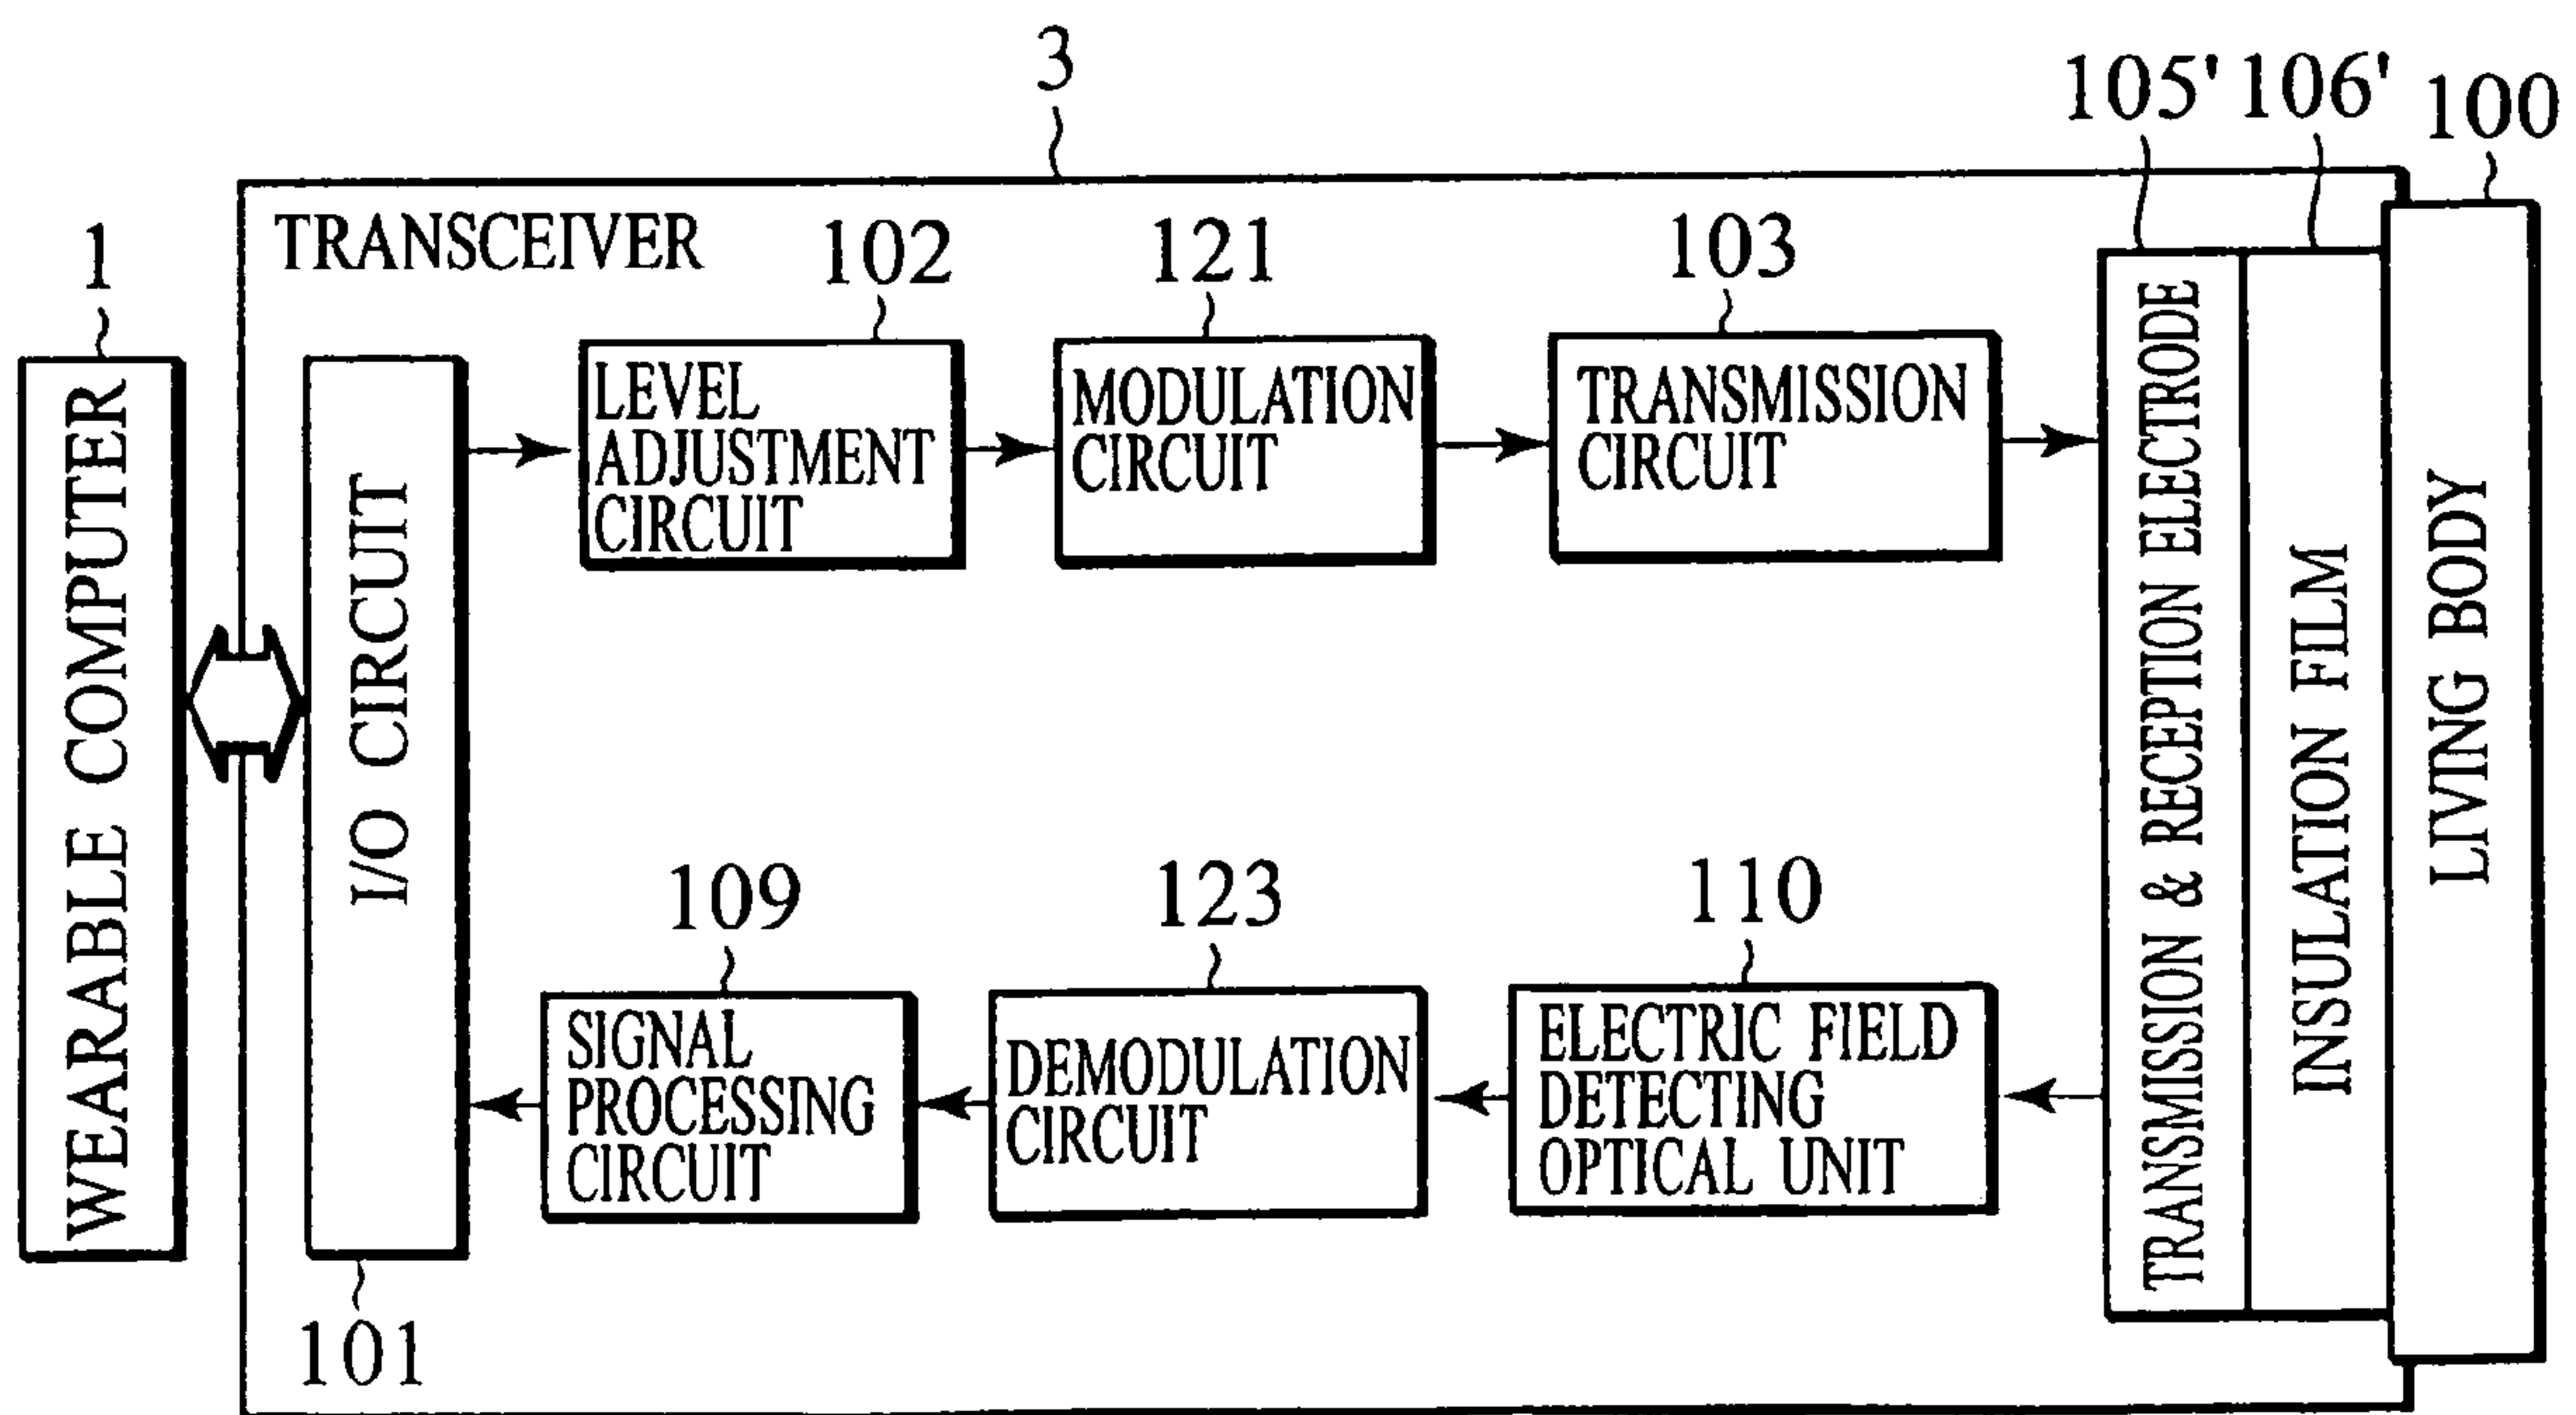 3
105'
106'
100
TRANSCEIVER
1
102
121
103
WEARABLE COMPUTER
I/O CIRCUIT
LEVEL
ADJUSTMENT
CIRCUIT
MODULATION
CIRCUIT
TRANSMISSION
CIRCUIT
TRANSMISSION & RECEPTION ELECTRODE
INSULATION FILM
LIVING BODY
109
123
110
SIGNAL
PROCESSING
CIRCUIT
DEMODULATION
CIRCUIT
ELECTRIC FIELD
DETECTING
OPTICAL UNIT
101